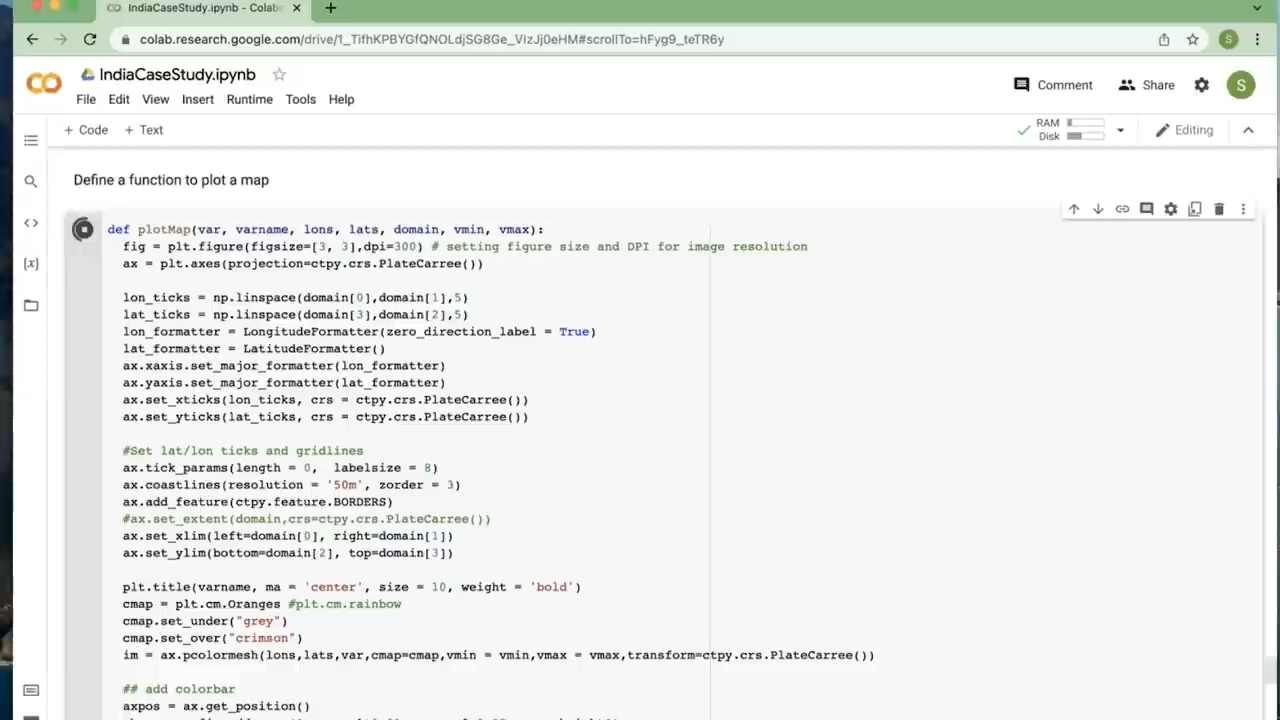 IndiaCaseStudy.ipynb - Colab
colab.research.google.com/drive/1_TifhKPBYGfQNOLdjSG8Ge_VizJj0eHM#scrollTo=hFyg9_teTR6y
S
IndiaCaseStudy.ipynb
Comment
Share
S
File Edit View Insert Runtime Tools Help
+ Code + Text
RAM
Disk
Editing
Define a function to plot a map
def plotMap(var, varname, lons, lats, domain, vmin, vmax):
fig = plt.figure(figsize=[3, 3],dpi=300) # setting figure size and DPI for image resolution
ax = plt.axes(projection=ctpy.crs.PlateCarree())
lon_ticks = np.linspace(domain[0],domain[1],5)
lat_ticks = np.linspace(domain[3],domain[2],5)
lon_formatter = LongitudeFormatter(zero_direction_label = True)
lat_formatter = LatitudeFormatter()
ax.xaxis.set_major_formatter(lon_formatter)
ax.yaxis.set_major_formatter(lat_formatter)
ax.set_xticks(lon_ticks, crs = ctpy.crs.PlateCarree())
ax.set_yticks(lat_ticks, crs = ctpy.crs.PlateCarree())
#Set lat/lon ticks and gridlines
ax.tick_params(length = 0, labelsize = 8)
ax.coastlines(resolution = '50m', zorder = 3)
ax.add_feature(ctpy.feature.BORDERS)
#ax.set_extent(domain,crs=ctpy.crs.PlateCarree())
ax.set_xlim(left=domain[0], right=domain[1])
ax.set_ylim(bottom=domain[2], top=domain[3])
plt.title(varname, ma = 'center', size = 10, weight = 'bold')
cmap = plt.cm.Oranges #plt.cm.rainbow
cmap.set_under("grey")
cmap.set_over("crimson")
im = ax.pcolormesh(lons,lats,var,cmap=cmap,vmin = vmin,vmax = vmax,transform=ctpy.crs.PlateCarree())
## add colorbar
axpos = ax.get_position()